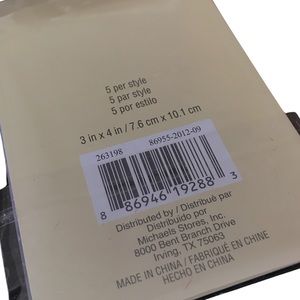 5 per style
5 par style
5 por estilo
3 in x 4 in / 7.6 cm x 10.1 cm
263198 86955-2012-09
8 86946 19288 3
Distributed by / Distribué par
Distribuido por
Michaels Stores, Inc.
8000 Bent Branch Drive
Irving, TX 75063
MADE IN CHINA / FABRIQUÉ EN CHINE
HECHO EN CHINA